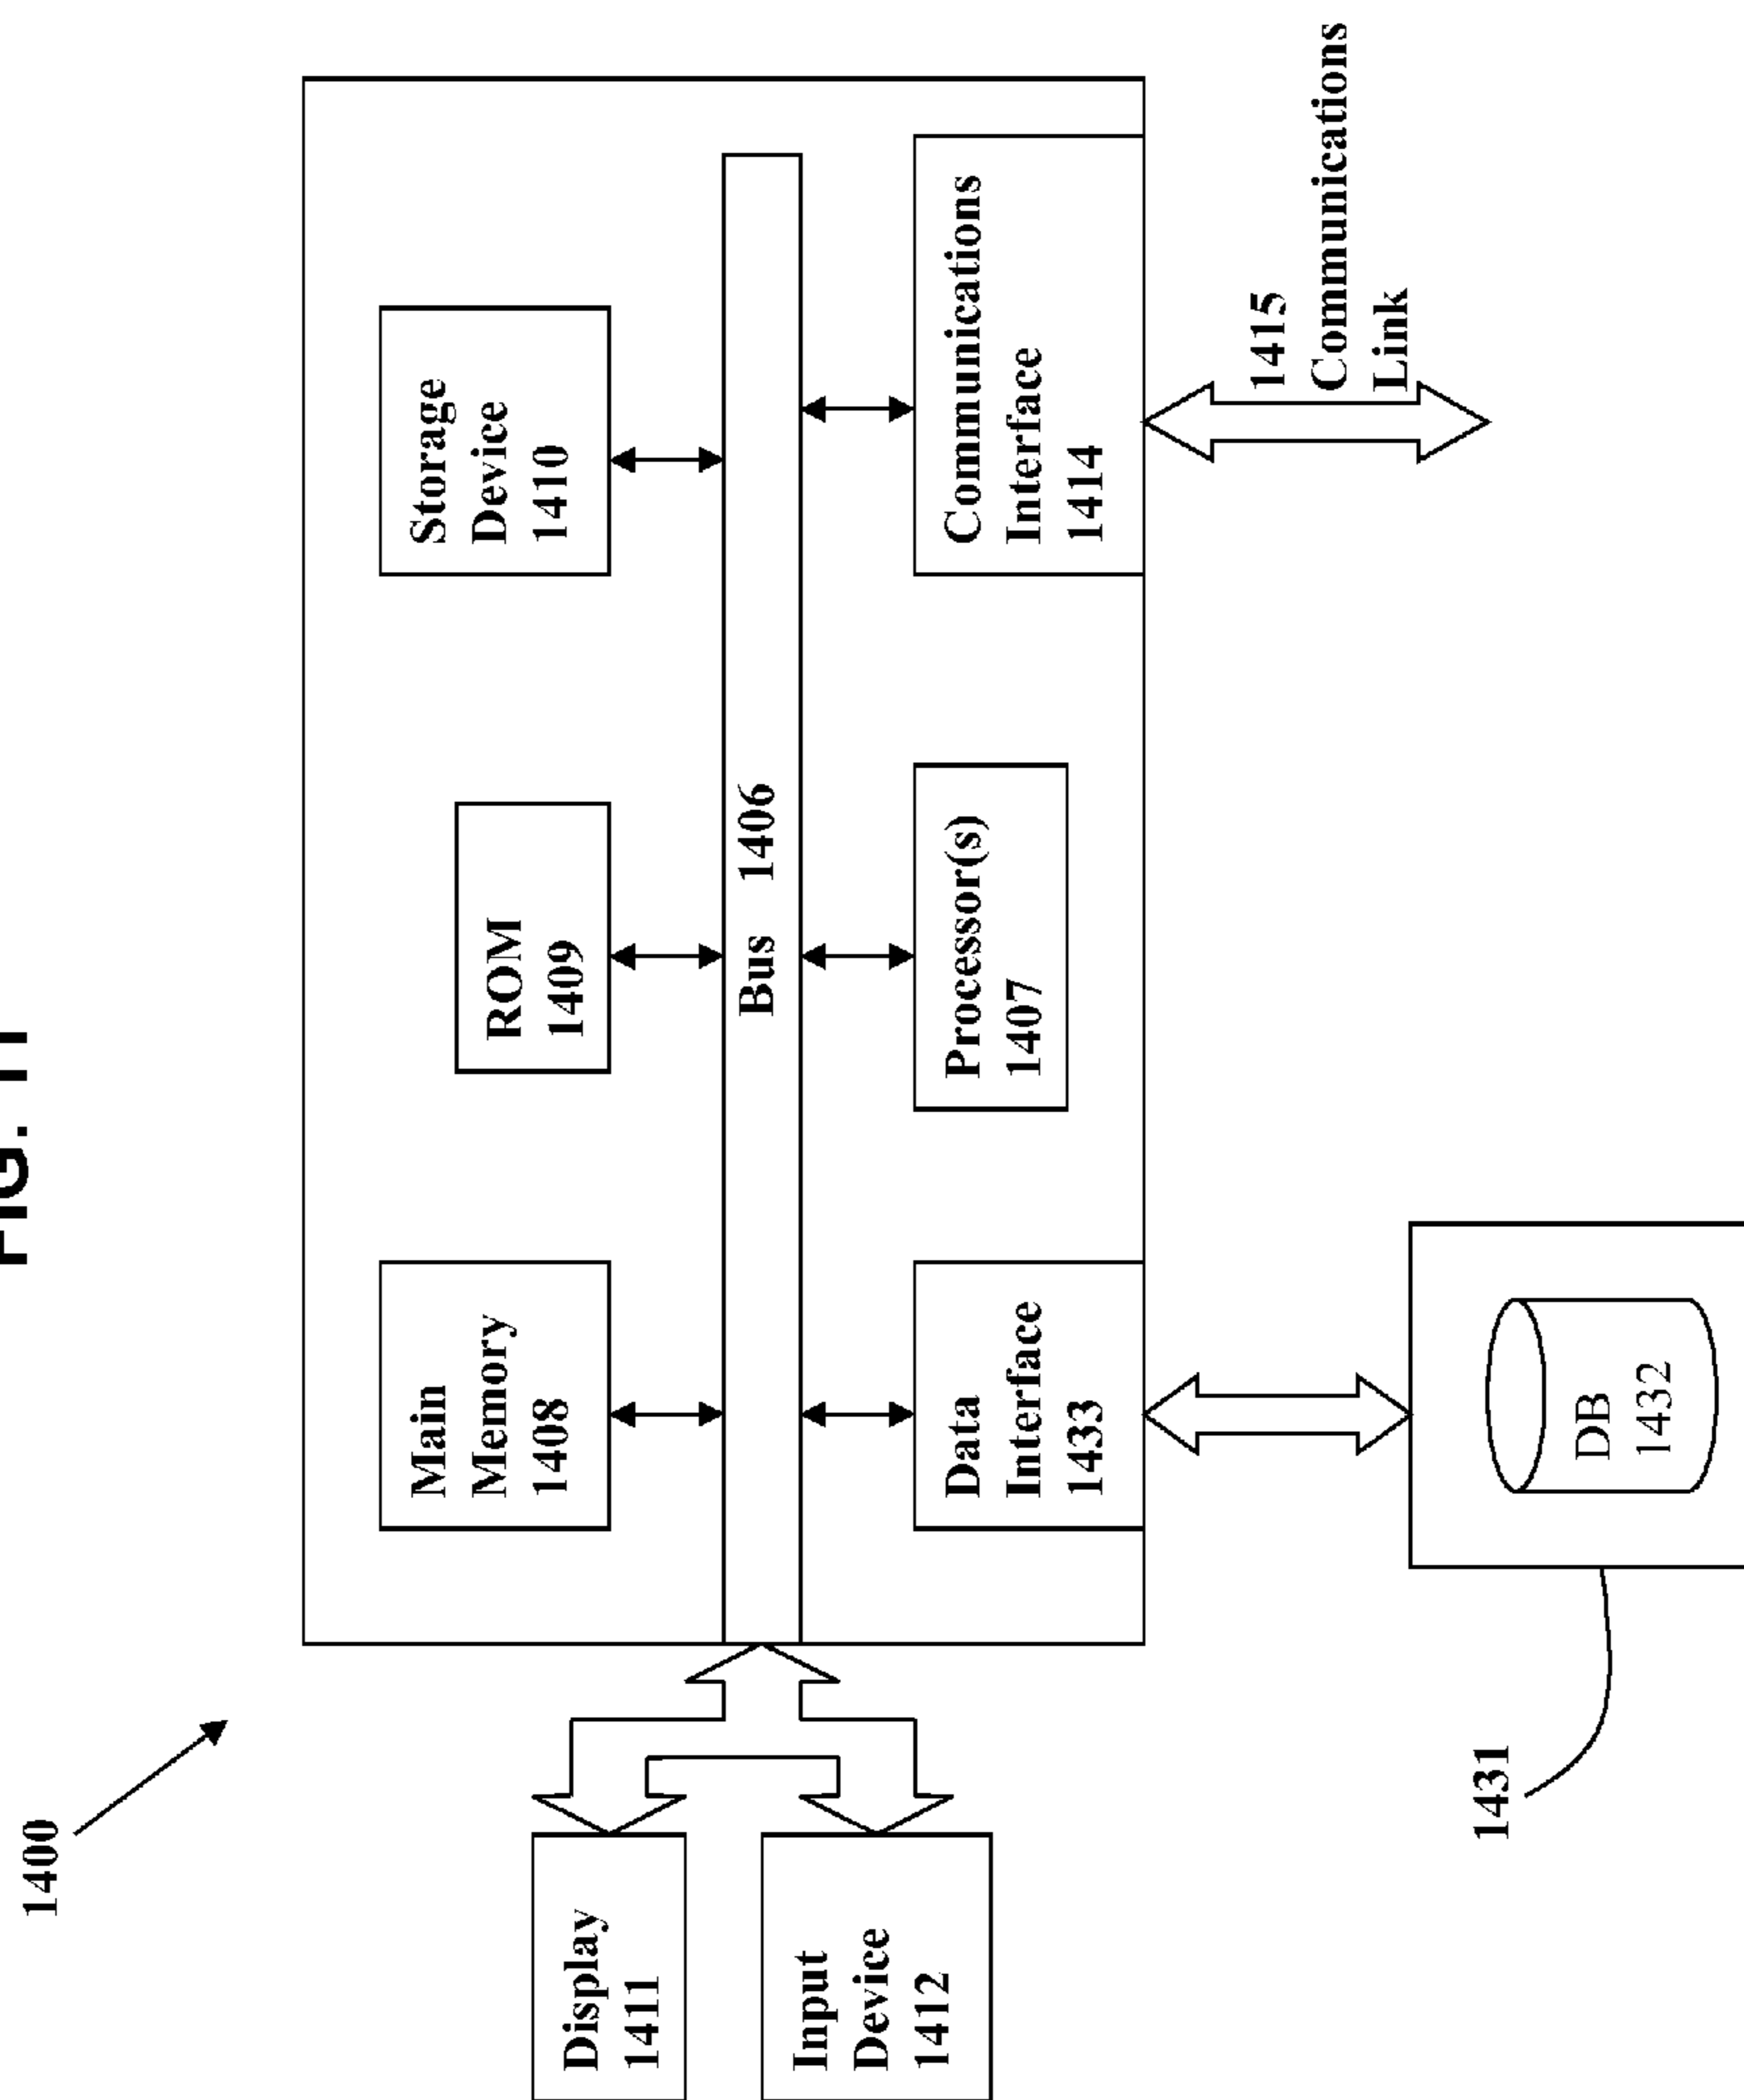 FIG. 11
1400
Display
1411
Input
Device
1412
Main
Memory
1408
ROM
1409
Storage
Device
1410
Bus 1406
Data
Interface
1433
Processor(s)
1407
Communications
Interface
1414
1415
Communications
Link
1431
DB
1432